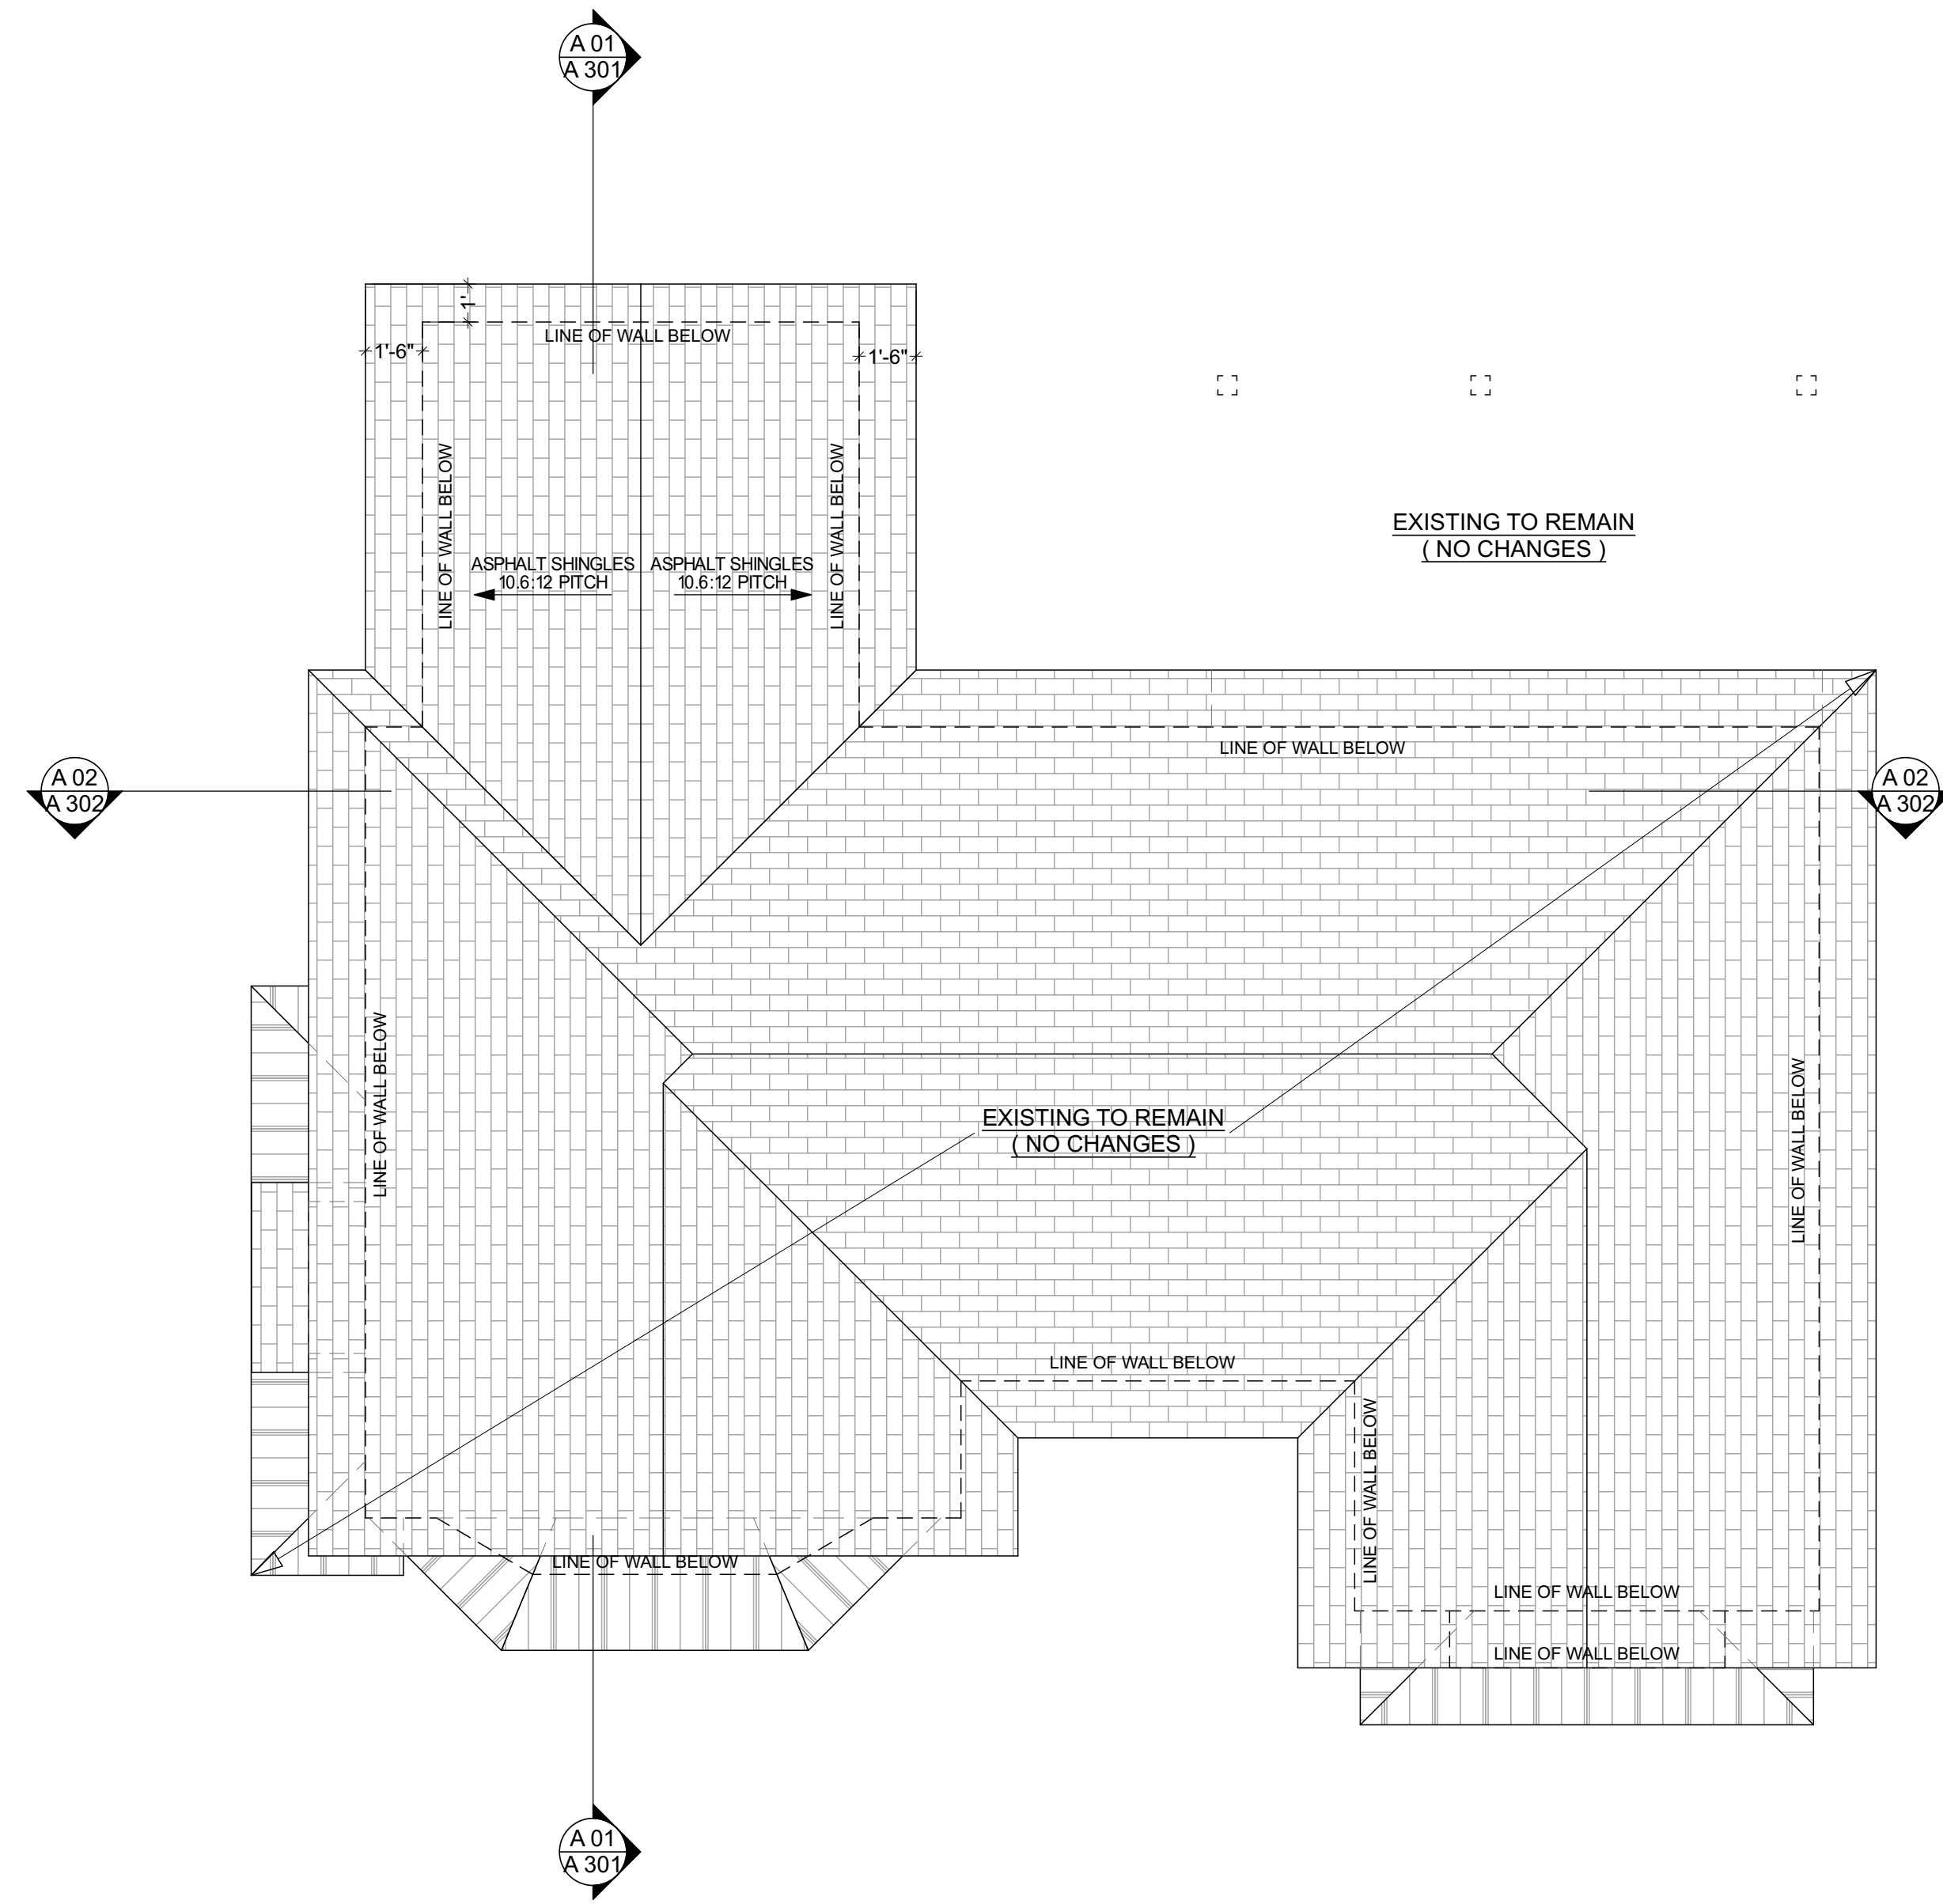 A 01
A 301
1'
LINE OF WALL BELOW
1'-6"
1'-6"
LINE OF WALL BELOW
LINE OF WALL BELOW
EXISTING TO REMAIN
( NO CHANGES )
ASPHALT SHINGLES
10.6:12 PITCH
ASPHALT SHINGLES
10.6:12 PITCH
LINE OF WALL BELOW
A 02
A 302
A 02
A 302
LINE OF WALL BELOW
EXISTING TO REMAIN
( NO CHANGES )
LINE OF WALL BELOW
LINE OF WALL BELOW
LINE OF WALL BELOW
LINE OF WALL BELOW
LINE OF WALL BELOW
LINE OF WALL BELOW
A 01
A 301